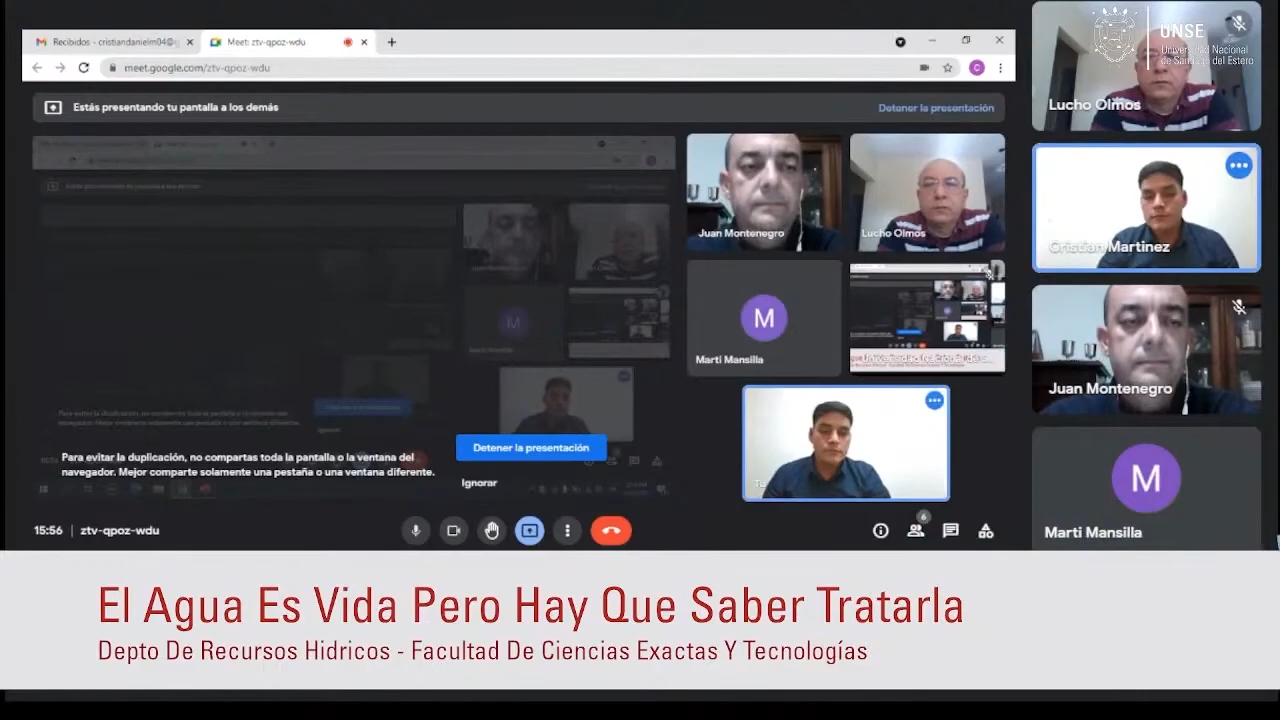 Recibidos - cristiandanielm04@g
Meet: ztv-qpoz-wdu
meet.google.com/ztv-qpoz-wdu
C
Estás presentando tu pantalla a los demás
Detener la presentación
Juan Montenegro
Lucho Olmos
M
Marti Mansilla
Para evitar la duplicación, no compartas toda la pantalla o la ventana del
navegador. Mejor comparte solamente una pestaña o una ventana diferente.
Detener la presentación
Ignorar
Tú
15:56 | ztv-qpoz-wdu
6
UNSE
Universidad Nacional
de Santiago del Estero
Lucho Olmos
Cristian Martinez
Juan Montenegro
M
Marti Mansilla
El Agua Es Vida Pero Hay Que Saber Tratarla
Depto De Recursos Hidricos - Facultad De Ciencias Exactas Y Tecnologías